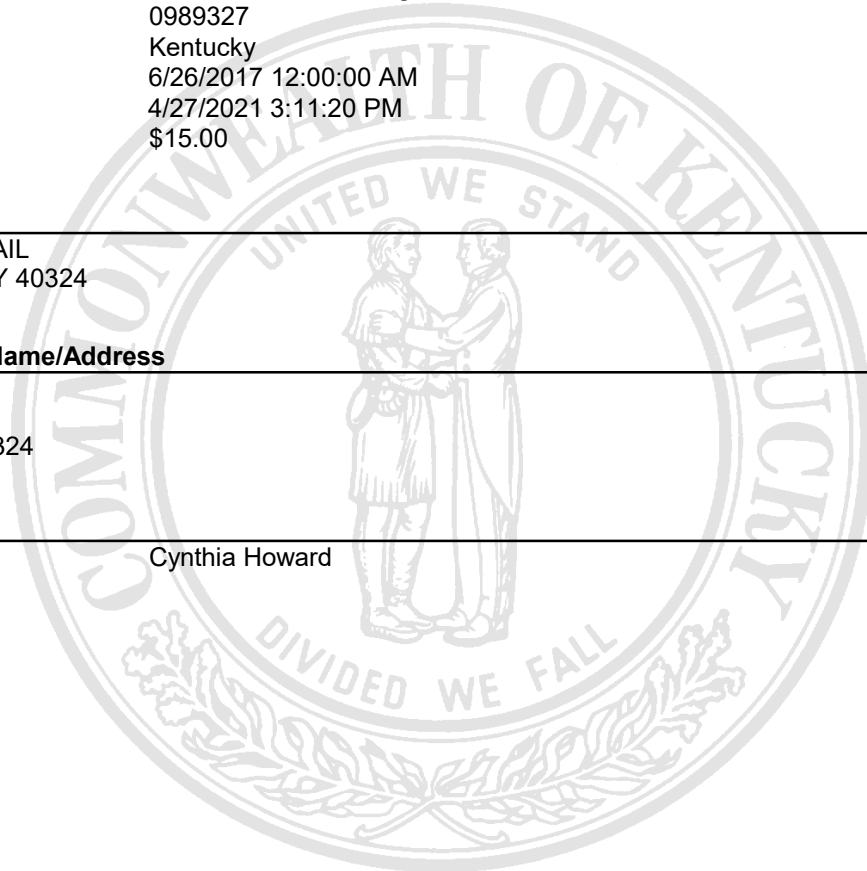 0989327
Kentucky
6/26/2017 12:00:00 AM
4/27/2021 3:11:20 PM
$15.00
AIL
Y 40324
Name/Address
324
Cynthia Howard
COMMONWEALTH OF KENTUCKY
UNITED WE STAND
DIVIDED WE FALL